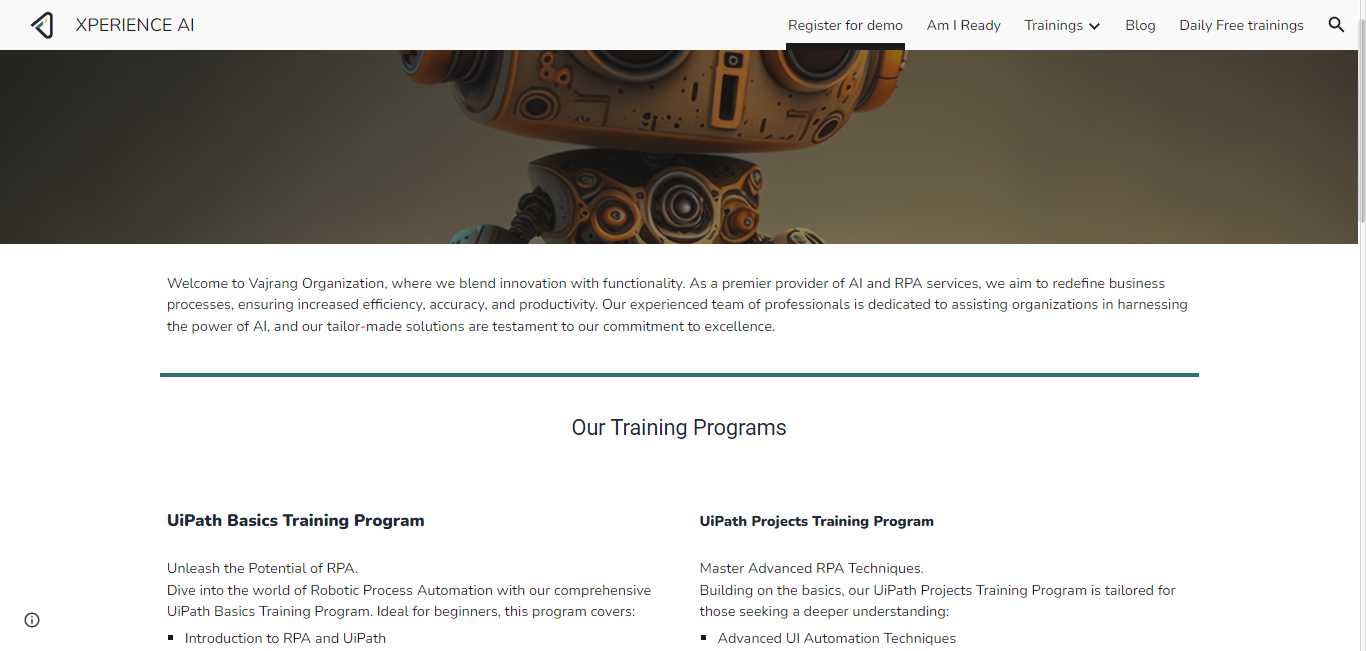 XPERIENCE AI
Register for demo
Am I Ready
Trainings
Blog
Daily Free trainings
Welcome to Vajrang Organization, where we blend innovation with functionality. As a premier provider of AI and RPA services, we aim to redefine business
processes, ensuring increased efficiency, accuracy, and productivity. Our experienced team of professionals is dedicated to assisting organizations in harnessing
the power of AI, and our tailor-made solutions are testament to our commitment to excellence.
Our Training Programs
UiPath Basics Training Program
Unleash the Potential of RPA.
Dive into the world of Robotic Process Automation with our comprehensive
UiPath Basics Training Program. Ideal for beginners, this program covers:
Introduction to RPA and UiPath
UiPath Projects Training Program
Master Advanced RPA Techniques.
Building on the basics, our UiPath Projects Training Program is tailored for
those seeking a deeper understanding:
Advanced UI Automation Techniques